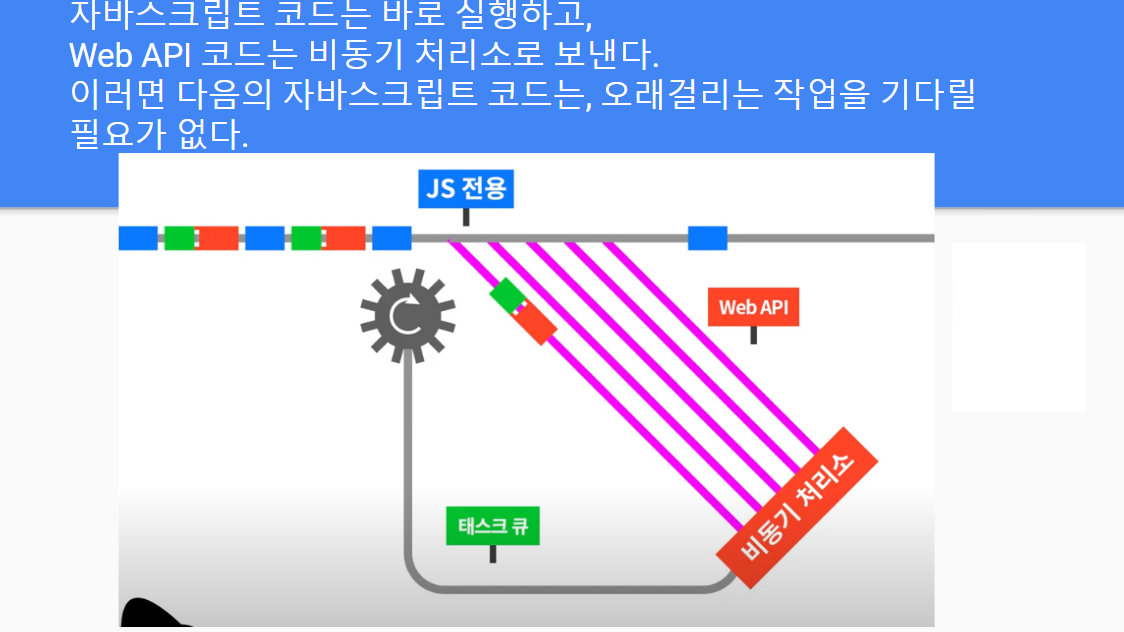 자바스크립트 코드는 바로 실행하고,
Web API 코드는 비동기 처리소로 보낸다.
이러면 다음의 자바스크립트 코드는, 오래걸리는 작업을 기다릴
필요가 없다.
JS 전용
Web API
비동기 처리소
태스크 큐